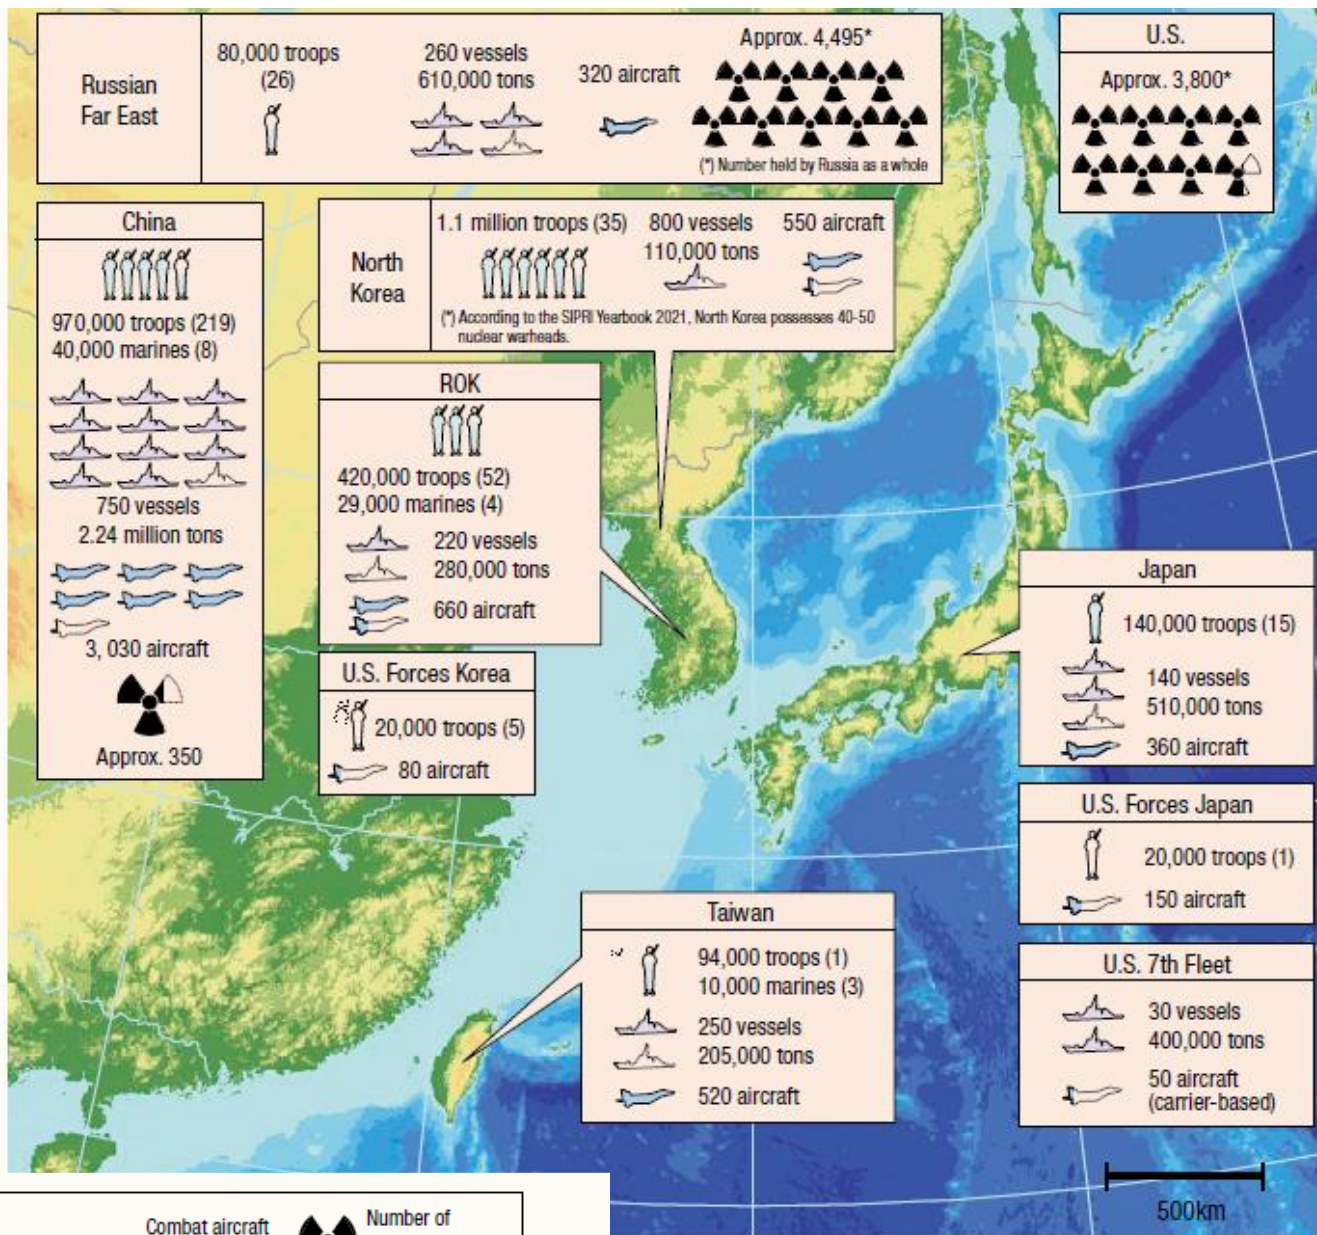 Russian
Far East
80,000 troops
(26)
260 vessels
610,000 tons
320 aircraft
Approx. 4,495*
(*) Number held by Russia as a whole
U.S.
Approx. 3,800*
China
970,000 troops (219)
40,000 marines (8)
750 vessels
2.24 million tons
3, 030 aircraft
Approx. 350
North
Korea
1.1 million troops (35)
800 vessels
110,000 tons
550 aircraft
(*) According to the SIPRI Yearbook 2021, North Korea possesses 40-50
nuclear warheads.
ROK
420,000 troops (52)
29,000 marines (4)
220 vessels
280,000 tons
660 aircraft
U.S. Forces Korea
20,000 troops (5)
80 aircraft
Japan
140,000 troops (15)
140 vessels
510,000 tons
360 aircraft
U.S. Forces Japan
20,000 troops (1)
150 aircraft
Taiwan
94,000 troops (1)
10,000 marines (3)
250 vessels
205,000 tons
520 aircraft
U.S. 7th Fleet
30 vessels
400,000 tons
50 aircraft
(carrier-based)
500km
Combat aircraft
Number of